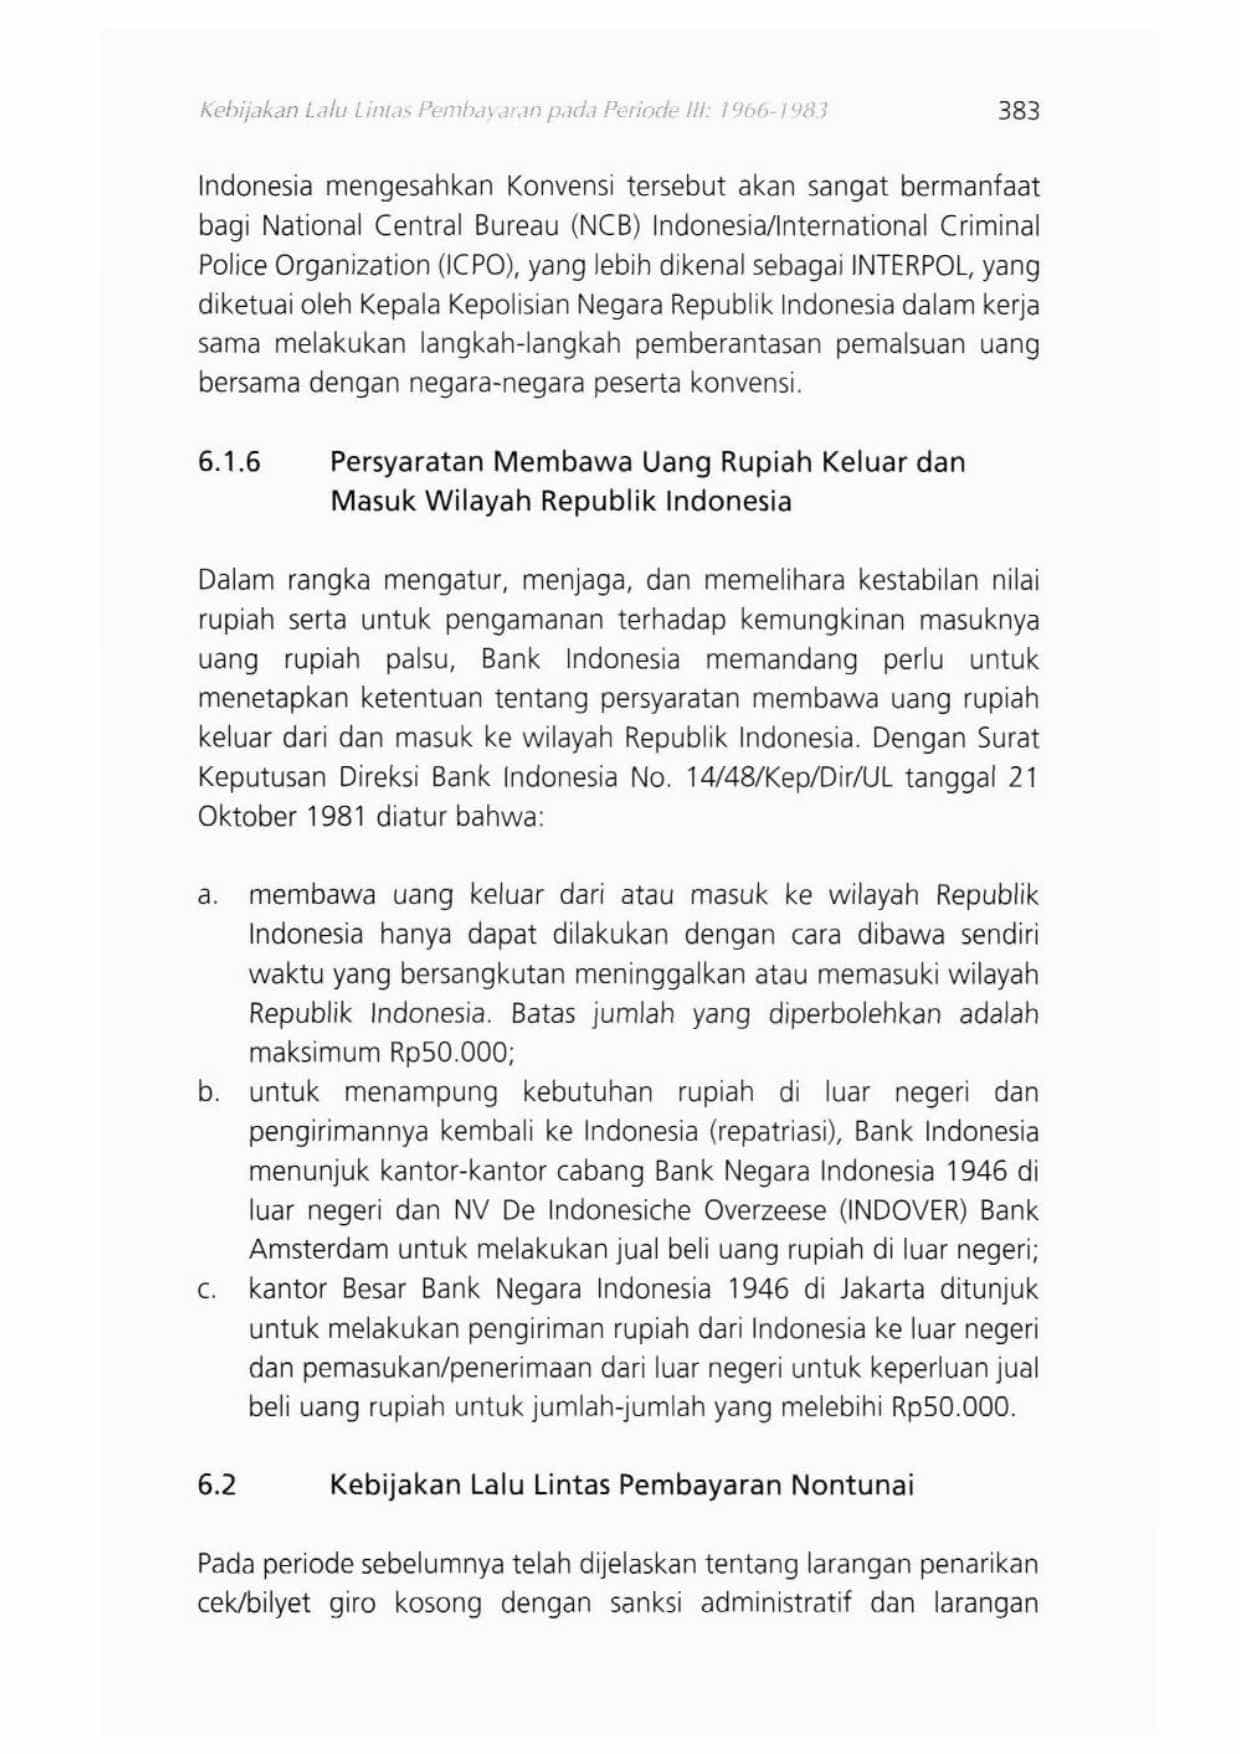 Kebijakan Lalu Lintas Pembayaran pada Periode III: 1966-1983 383
Indonesia mengesahkan Konvensi tersebut akan sangat bermanfaat
bagi National Central Bureau (NCB) Indonesia/International Criminal
Police Organization (ICPO), yang lebih dikenal sebagai INTERPOL, yang
diketuai oleh Kepala Kepolisian Negara Republik Indonesia dalam kerja
sama melakukan langkah-langkah pemberantasan pemalsuan uang
bersama dengan negara-negara peserta konvensi.
6.1.6 Persyaratan Membawa Uang Rupiah Keluar dan
Masuk Wilayah Republik Indonesia
Dalam rangka mengatur, menjaga, dan memelihara kestabilan nilai
rupiah serta untuk pengamanan terhadap kemungkinan masuknya
uang rupiah palsu, Bank Indonesia memandang perlu untuk
menetapkan ketentuan tentang persyaratan membawa uang rupiah
keluar dari dan masuk ke wilayah Republik Indonesia. Dengan Surat
Keputusan Direksi Bank Indonesia No. 14/48/Kep/Dir/UL tanggal 21
Oktober 1981 diatur bahwa:
a. membawa uang keluar dari atau masuk ke wilayah Republik
Indonesia hanya dapat dilakukan dengan cara dibawa sendiri
waktu yang bersangkutan meninggalkan atau memasuki wilayah
Republik Indonesia. Batas jumlah yang diperbolehkan adalah
maksimum Rp50.000;
b. untuk menampung kebutuhan rupiah di luar negeri dan
pengirimannya kembali ke Indonesia (repatriasi), Bank Indonesia
menunjuk kantor-kantor cabang Bank Negara Indonesia 1946 di
luar negeri dan NV De Indonesiche Overzeese (INDOVER) Bank
Amsterdam untuk melakukan jual beli uang rupiah di luar negeri;
c. kantor Besar Bank Negara Indonesia 1946 di Jakarta ditunjuk
untuk melakukan pengiriman rupiah dari Indonesia ke luar negeri
dan pemasukan/penerimaan dari luar negeri untuk keperluan jual
beli uang rupiah untuk jumlah-jumlah yang melebihi Rp50.000.
6.2 Kebijakan Lalu Lintas Pembayaran Nontunai
Pada periode sebelumnya telah dijelaskan tentang larangan penarikan
cek/bilyet giro kosong dengan sanksi administratif dan larangan